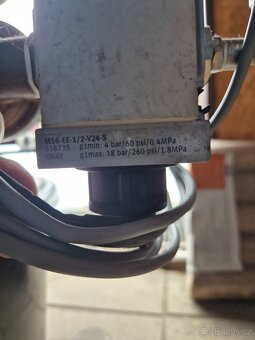 MS6-EE-1/2-V24-S
538735 p1min: 4 bar/60 psi/0.4MPa
p1max: 18 bar/260 psi/1.8MPa